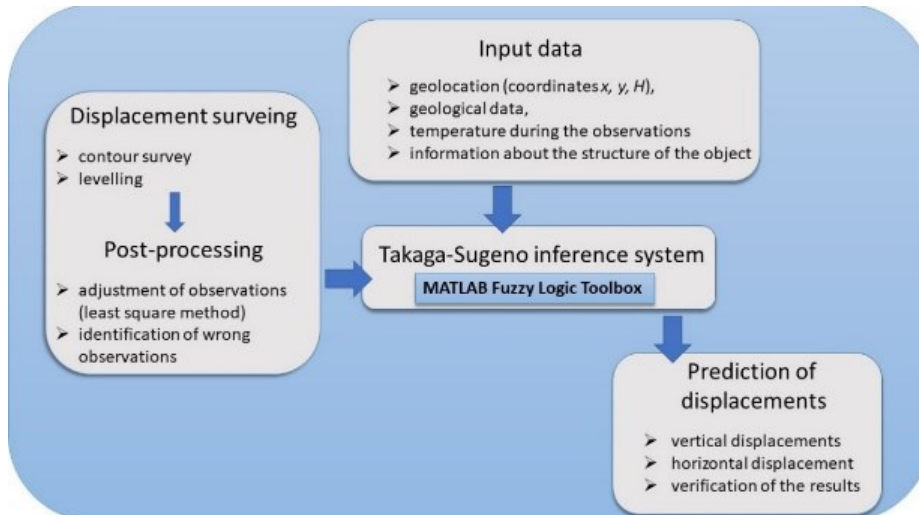 Input data
➤ geolocation (coordinates x, y, H),
➤ geological data,
➤ temperature during the observations
➤ information about the structure of the object
Displacement surveing
➤ contour survey
➤ levelling
Post-processing
➤ adjustment of observations
(least square method)
➤ identification of wrong
observations
Takaga-Sugeno inference system
MATLAB Fuzzy Logic Toolbox
Prediction of
displacements
➤ vertical displacements
➤ horizontal displacement
➤ verification of the results